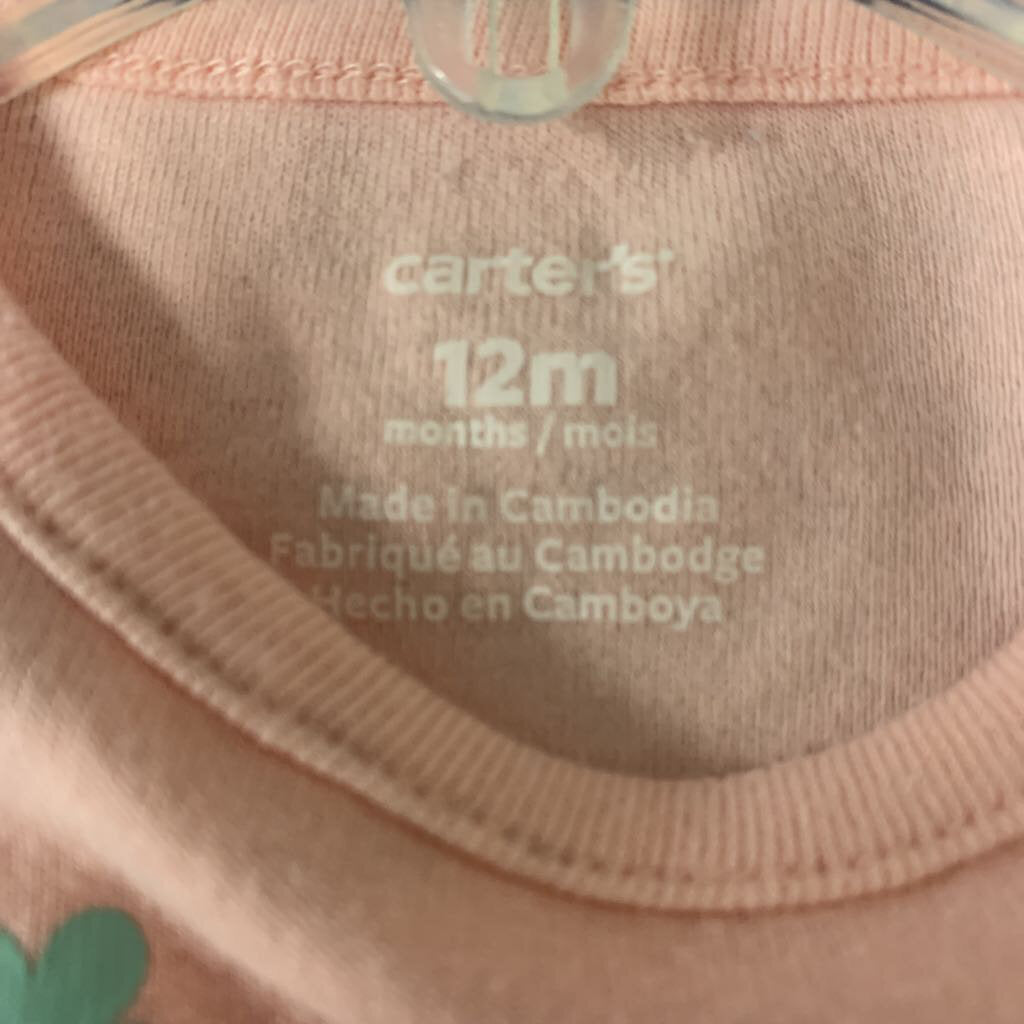 carter's
12m
months / mois
Made in Cambodia
Fabriqué au Cambodge
Hecho en Camboya